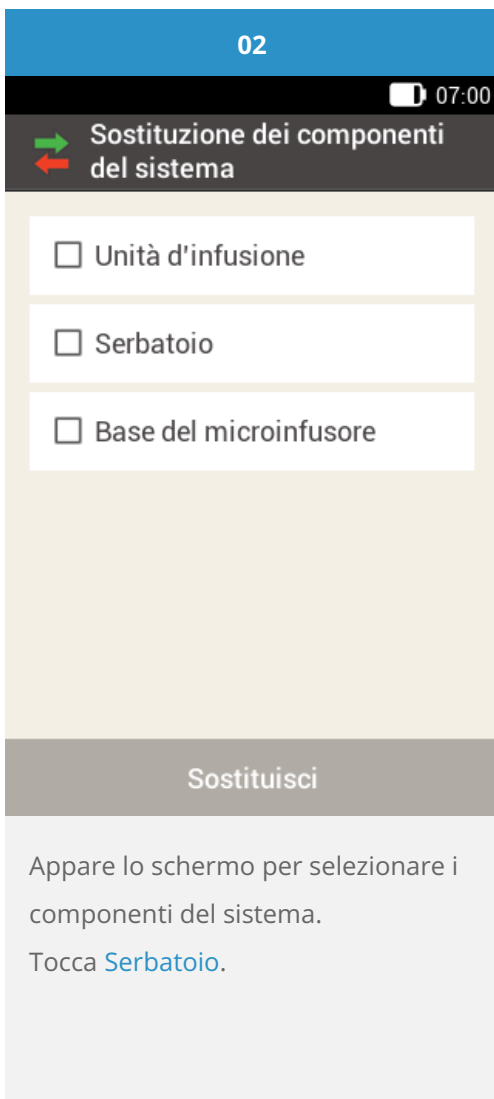 02
07:00
Sostituzione dei componenti
del sistema
Unità d'infusione
Serbatoio
Base del microinfusore
Sostituisci
Appare lo schermo per selezionare i
componenti del sistema.
Tocca Serbatoio.